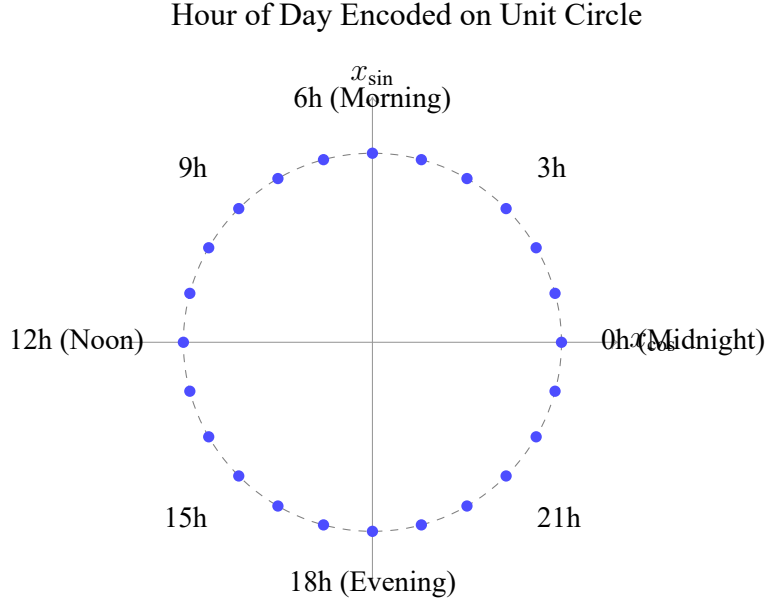 Hour of Day Encoded on Unit Circle
x_sin
6h (Morning)
9h
3h
12h (Noon)
0h (Midnight)
x_cos
15h
21h
18h (Evening)